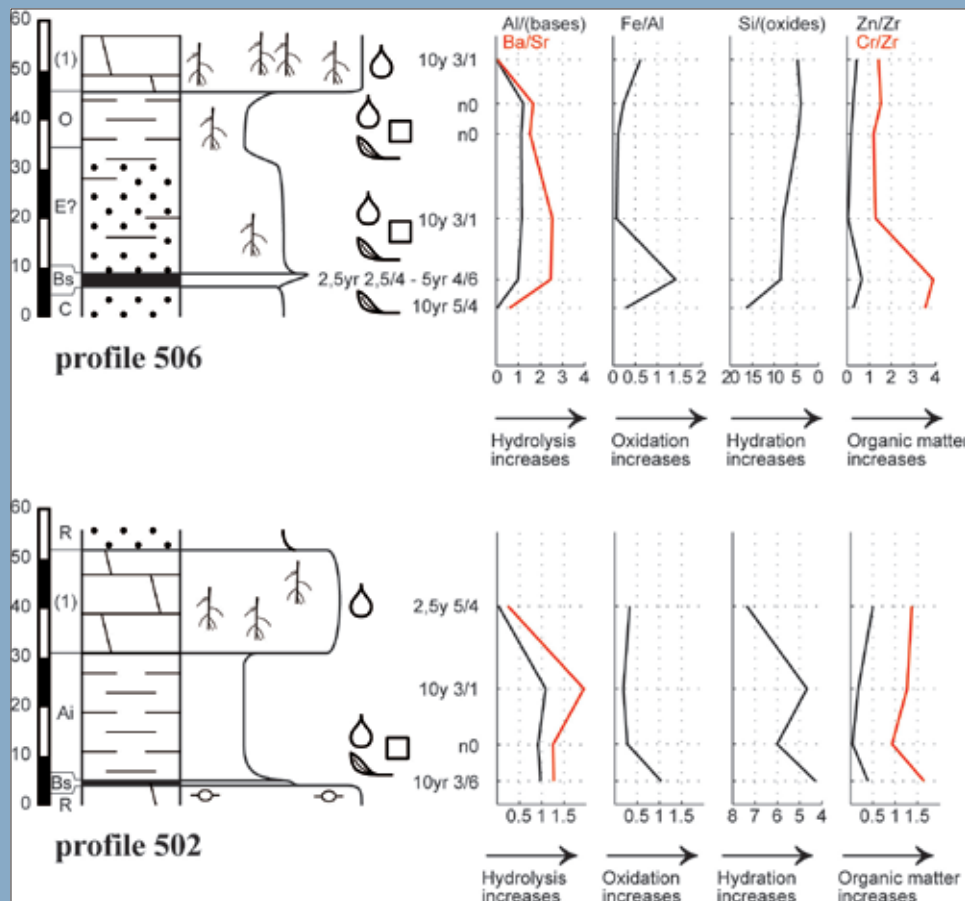 60
50
40
30
20
10
0
(1)
O
E?
Bs
C
10y 3/1
n0
n0
10y 3/1
2,5yr 2,5/4 - 5yr 4/6
10yr 5/4
profile 506
Al/(bases)
Ba/Sr
Fe/Al
Si/(oxides)
Zn/Zr
Cr/Zr
0 1 2 3 4
0 0.5 1 1.5 2
20 15 10 5 0
0 1 2 3 4
Hydrolysis
increases
Oxidation
increases
Hydration
increases
Organic matter
increases
60
50
40
30
20
10
0
R
(1)
Ai
Bs
R
2,5y 5/4
10y 3/1
n0
10yr 3/6
profile 502
0.5 1 1.5
0.5 1 1.5
8 7 6 5 4
0.5 1 1.5
Hydrolysis
increases
Oxidation
increases
Hydration
increases
Organic matter
increases